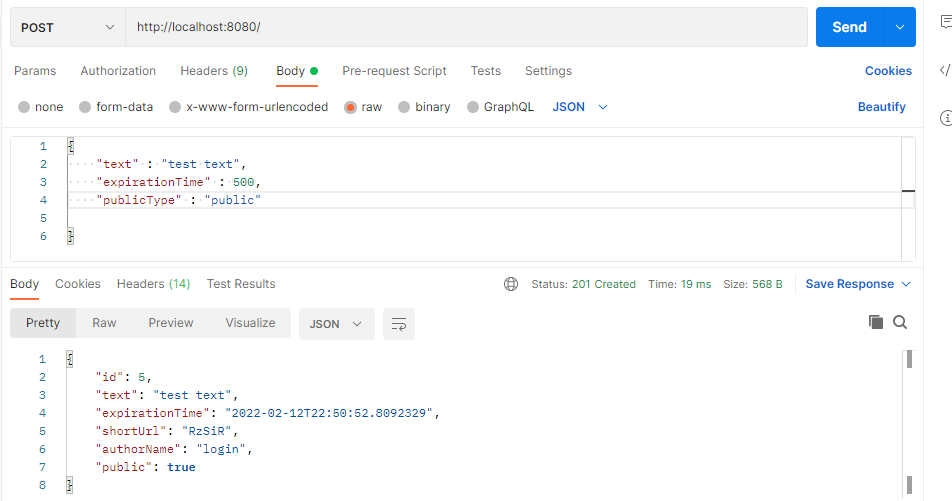 POST http://localhost:8080/ Send
Params Authorization Headers (9) Body Pre-request Script Tests Settings Cookies
none form-data x-www-form-urlencoded raw binary GraphQL JSON Beautify
1 {
2 "text" : "test text",
3 "expirationTime" : 500,
4 "publicType" : "public"
5
6 }
Body Cookies Headers (14) Test Results Status: 201 Created Time: 19 ms Size: 568 B Save Response
Pretty Raw Preview Visualize JSON
1 {
2 "id": 5,
3 "text": "test text",
4 "expirationTime": "2022-02-12T22:50:52.8092329",
5 "shortUrl": "RzSiR",
6 "authorName": "login",
7 "public": true
8 }